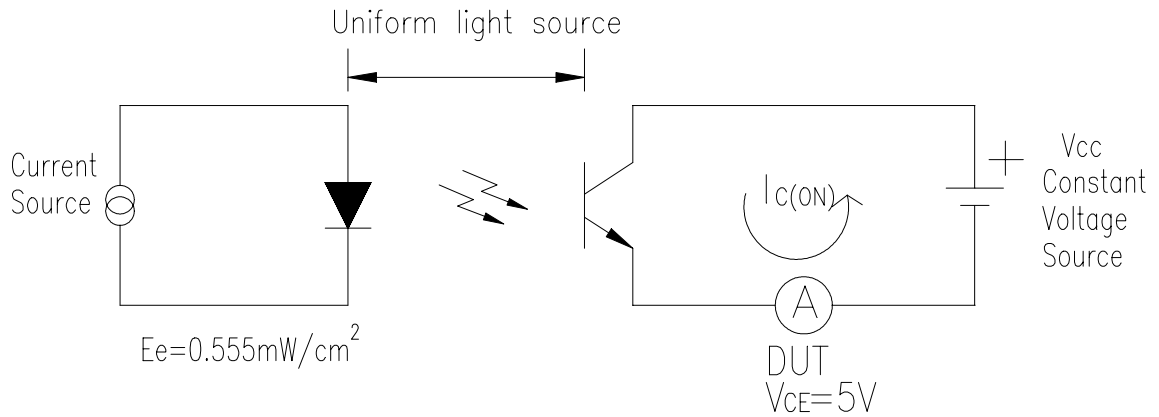 Uniform light source
Current
Source
IC(ON)
+
Vcc
Constant
Voltage
Source
A
Ee=0.555mW/cm²
DUT
VCE=5V